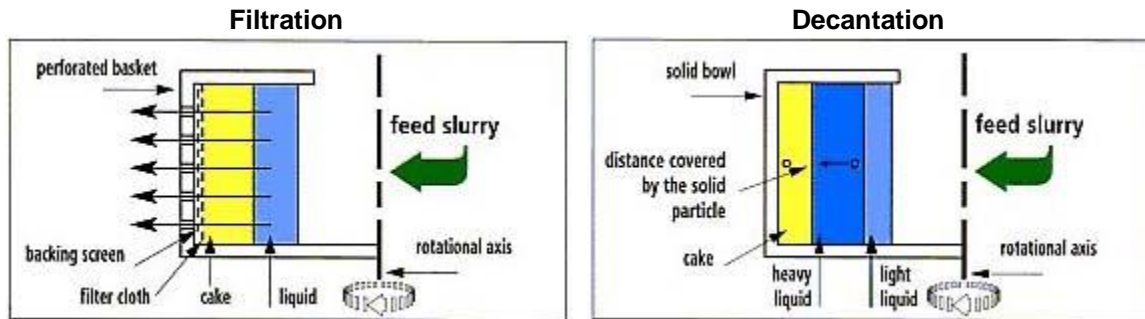 Filtration
perforated basket
feed slurry
backing screen
filter cloth
cake
liquid
rotational axis
Decantation
solid bowl
feed slurry
distance covered
by the solid
particle
cake
heavy
liquid
light
liquid
rotational axis